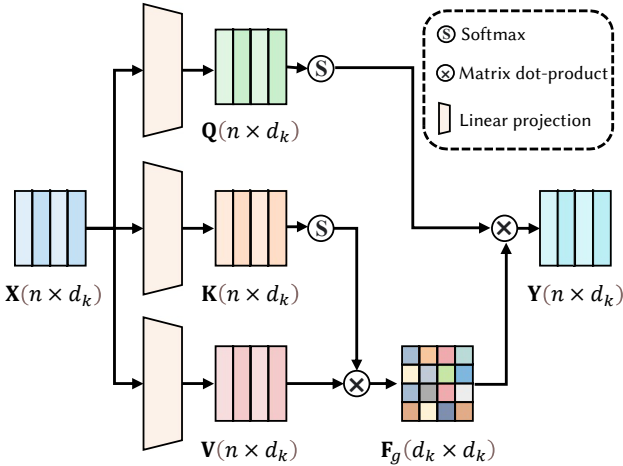 S Softmax
× Matrix dot-product
Linear projection
S
Q(n × d_k)
S
×
X(n × d_k)
K(n × d_k)
Y(n × d_k)
×
V(n × d_k)
F_g(d_k × d_k)